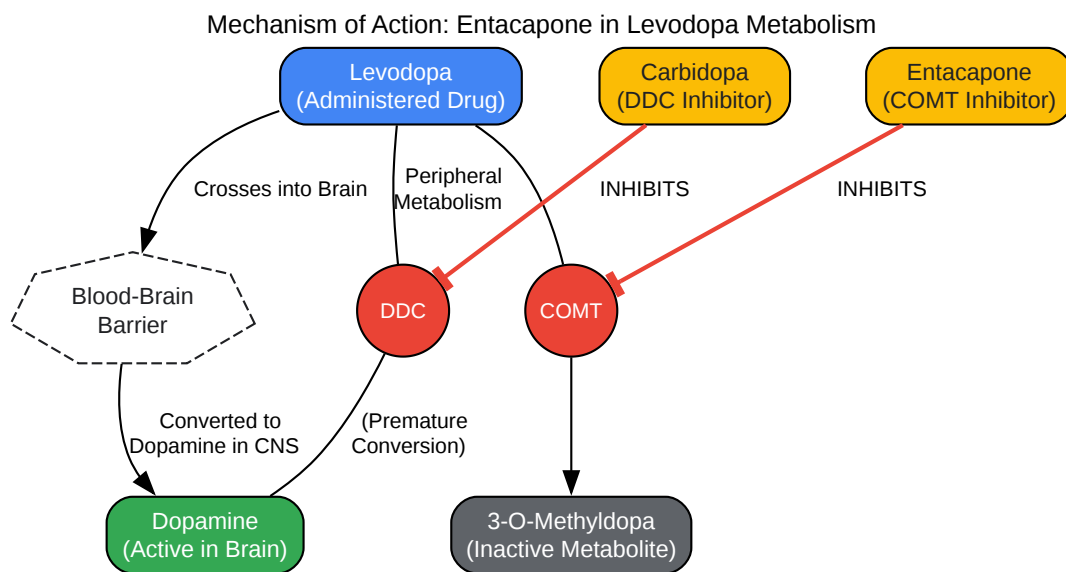 Mechanism of Action: Entacapone in Levodopa Metabolism
Levodopa
(Administered Drug)
Carbidopa
(DDC Inhibitor)
Entacapone
(COMT Inhibitor)
Crosses into Brain
Peripheral
Metabolism
INHIBITS
INHIBITS
Blood-Brain
Barrier
DDC
COMT
Converted to
Dopamine in CNS
(Premature
Conversion)
Dopamine
(Active in Brain)
3-O-Methyldopa
(Inactive Metabolite)